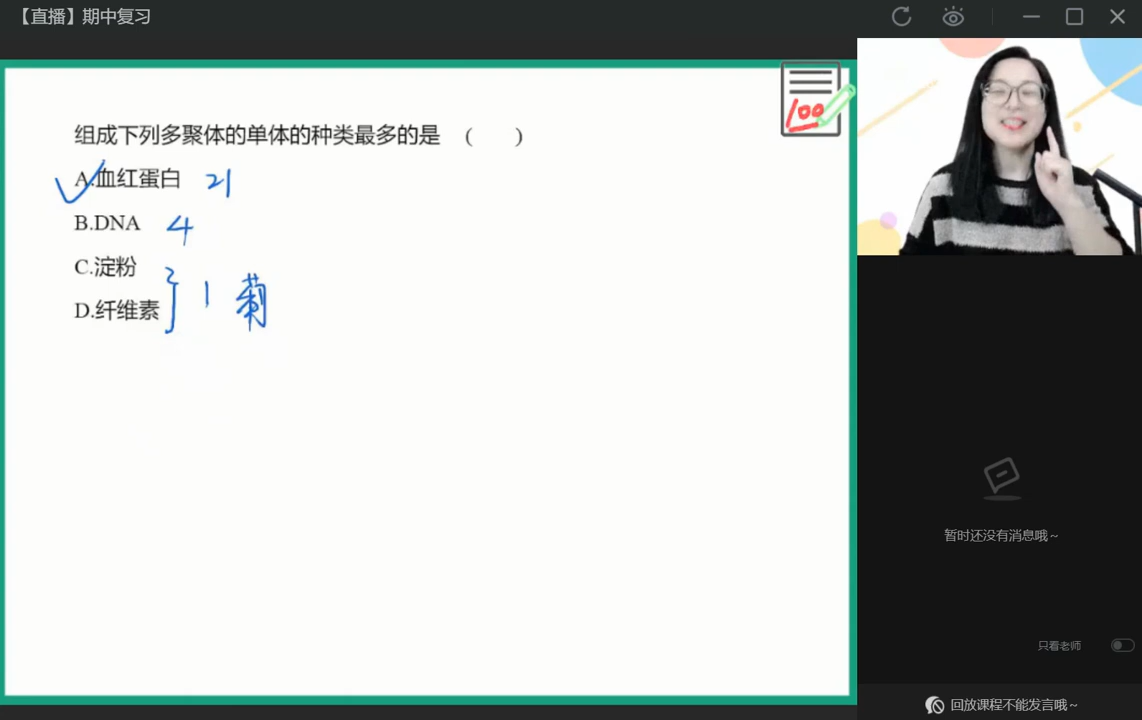 【直播】期中复习
100
组成下列多聚体的单体的种类最多的是 ( )
A.血红蛋白 21
B.DNA 4
C.淀粉
D.纤维素 } 1 葡
暂时还没有消息哦~
只看老师
回放课程不能发言哦~